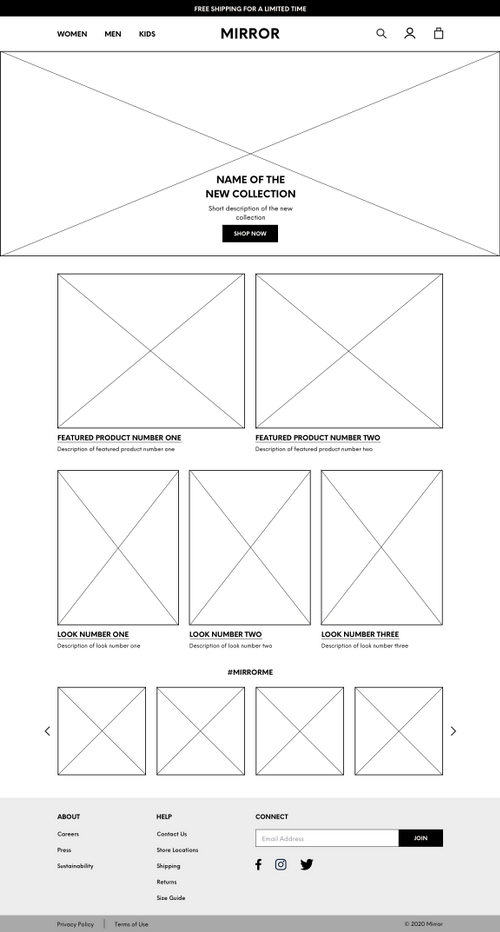 FREE SHIPPING FOR A LIMITED TIME
WOMEN MEN KIDS MIRROR
NAME OF THE
NEW COLLECTION
Short description of the new
collection
SHOP NOW
FEATURED PRODUCT NUMBER ONE
Description of featured product number one
FEATURED PRODUCT NUMBER TWO
Description of featured product number two
LOOK NUMBER ONE
Description of look number one
LOOK NUMBER TWO
Description of look number two
LOOK NUMBER THREE
Description of look number three
#MIRRORME
ABOUT
Careers
Press
Sustainability
HELP
Contact Us
Store Locations
Shipping
Returns
Size Guide
CONNECT
Email Address
JOIN
Privacy Policy
Terms of Use
© 2020 Mirror